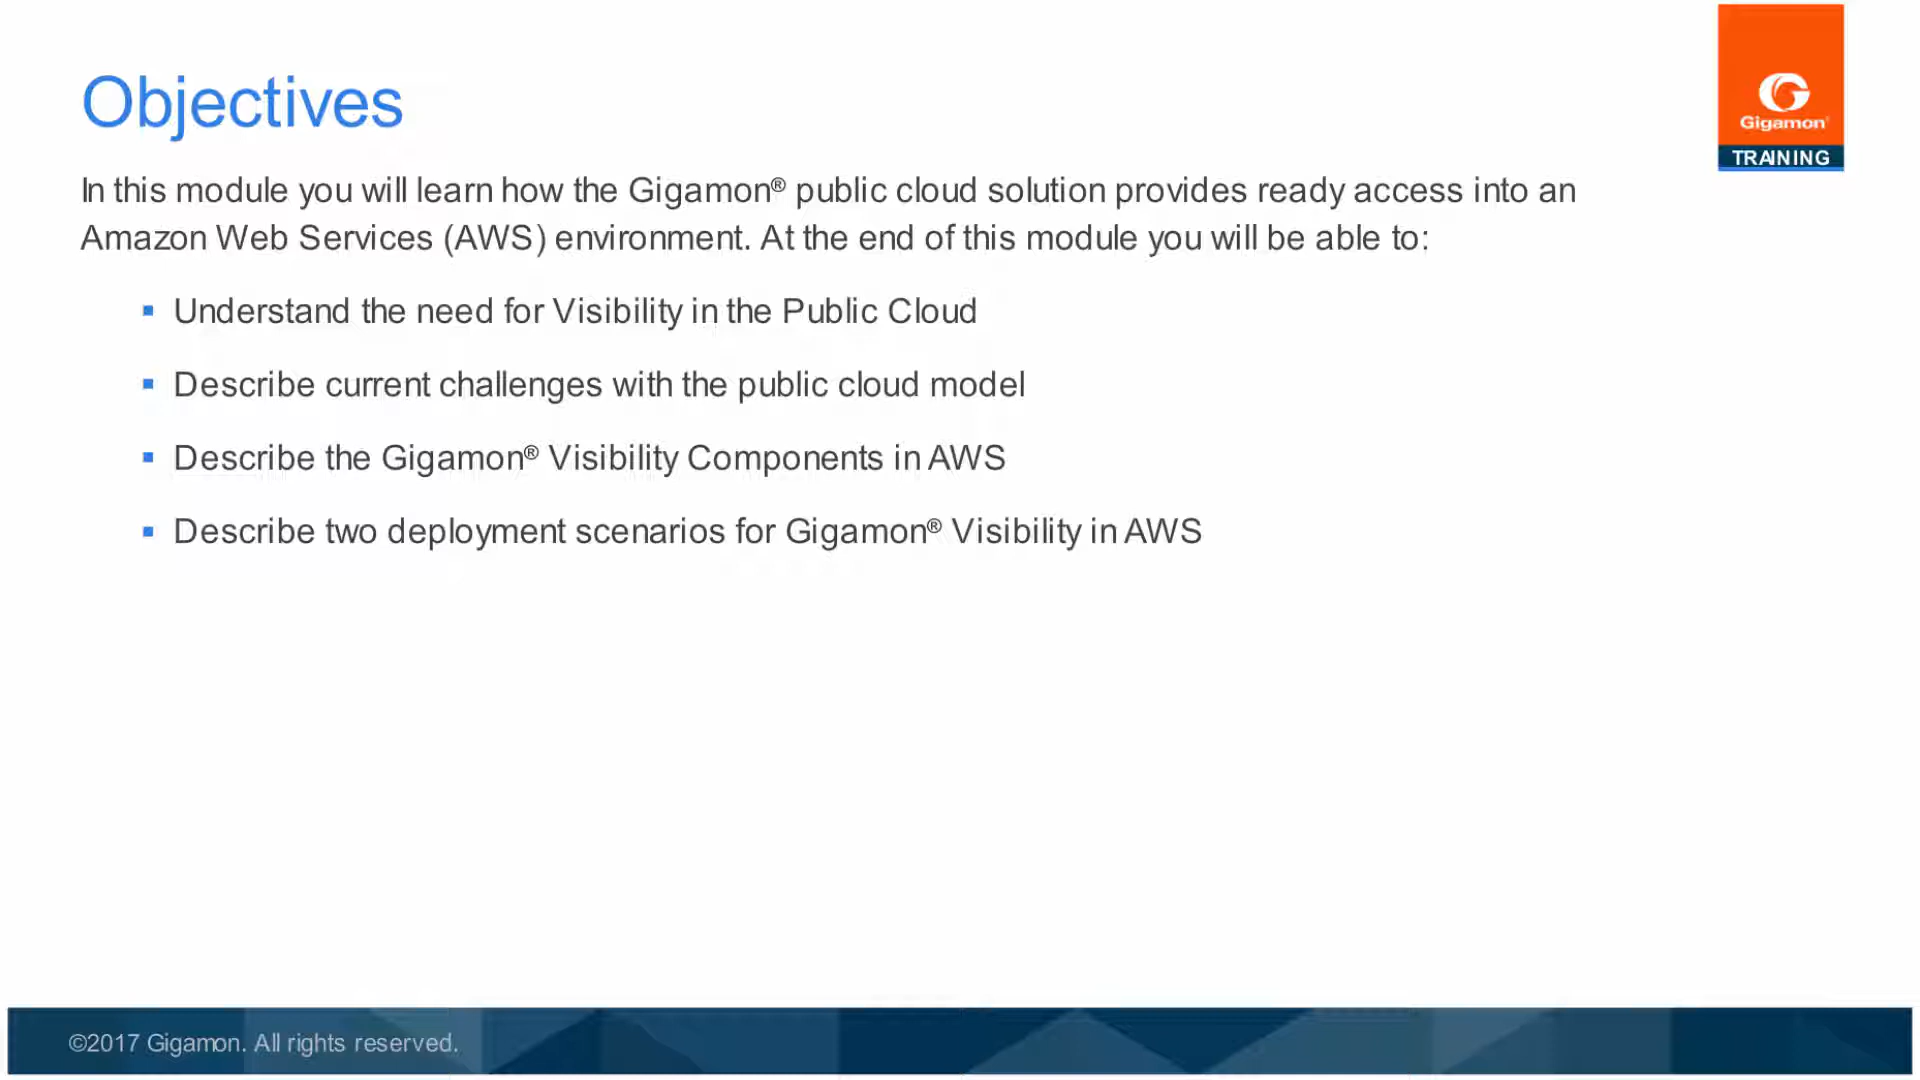 Objectives
Gigamon®
TRAINING
In this module you will learn how the Gigamon® public cloud solution provides ready access into an
Amazon Web Services (AWS) environment. At the end of this module you will be able to:
▪ Understand the need for Visibility in the Public Cloud
▪ Describe current challenges with the public cloud model
▪ Describe the Gigamon® Visibility Components in AWS
▪ Describe two deployment scenarios for Gigamon® Visibility in AWS
©2017 Gigamon. All rights reserved.